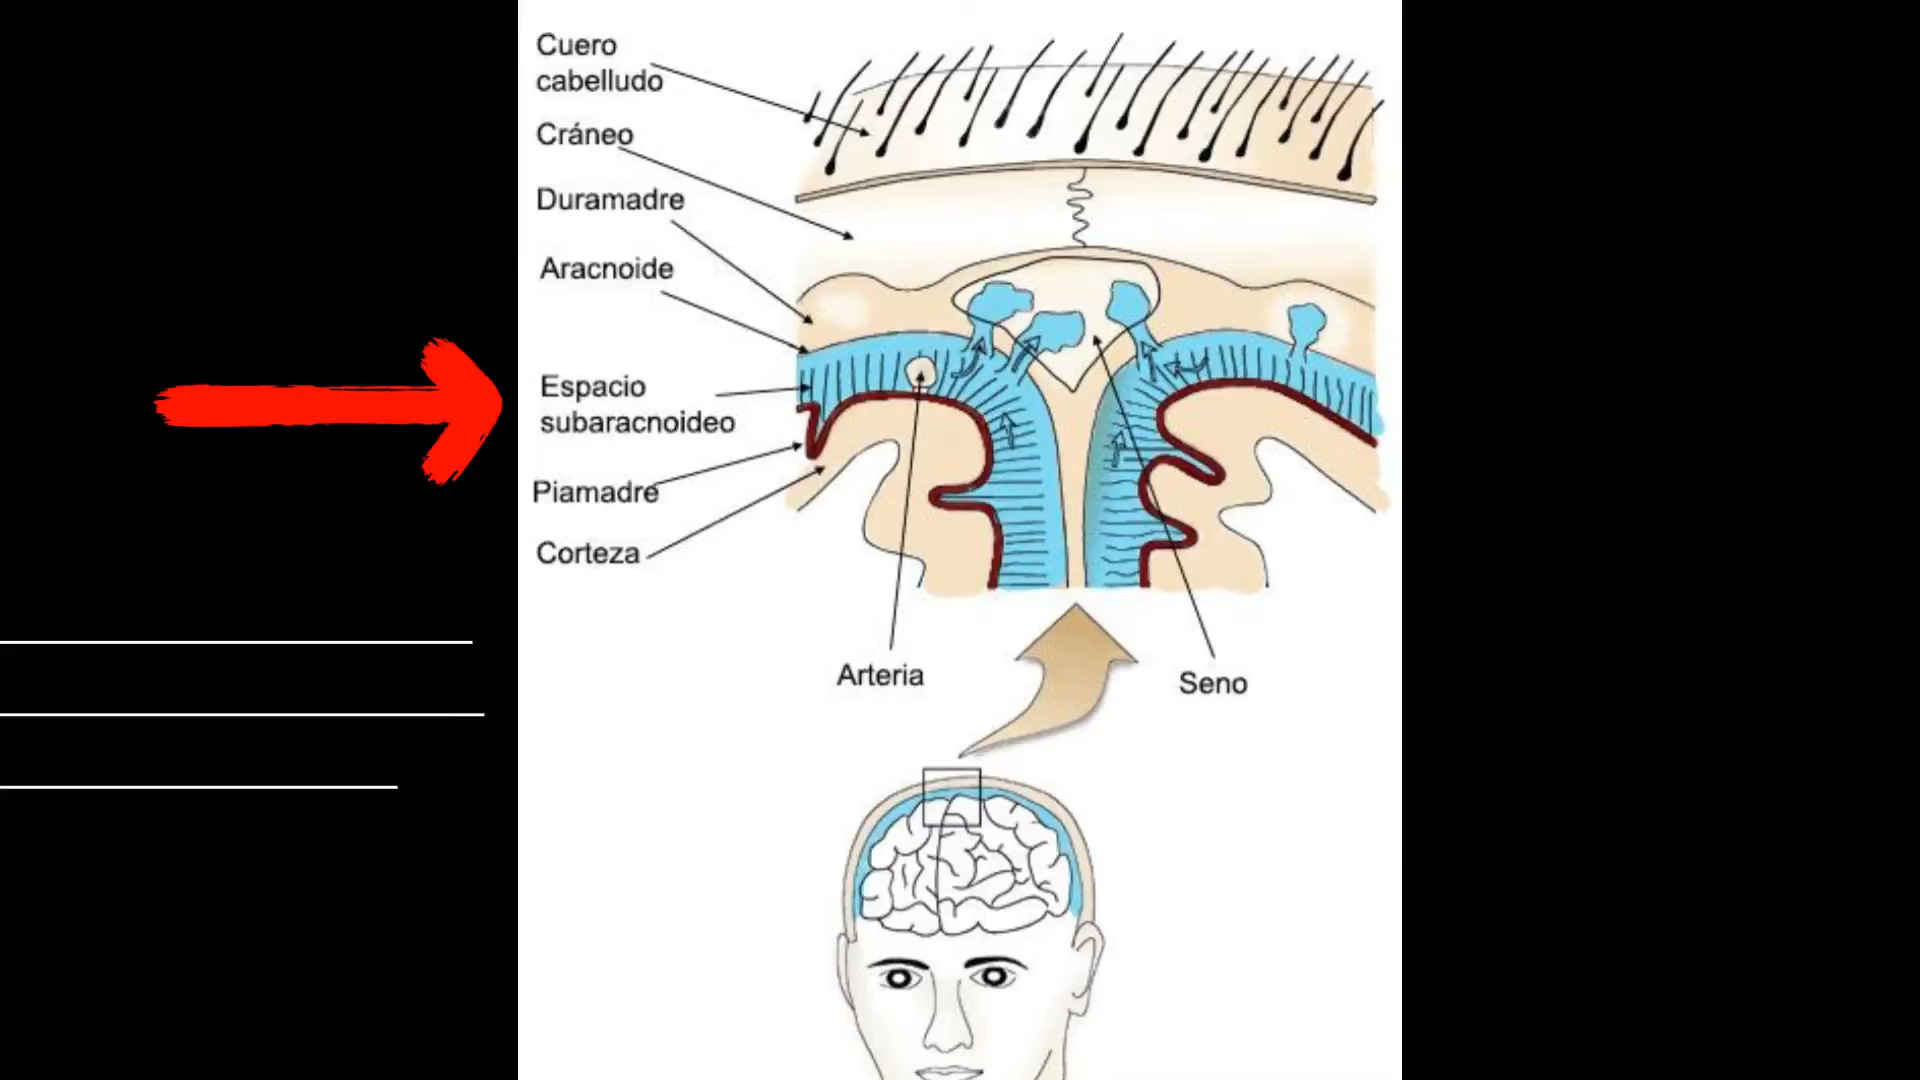 Cuero
cabelludo
Cráneo
Duramadre
Aracnoide
Espacio
subaracnoideo
Piamadre
Corteza
Arteria
Seno